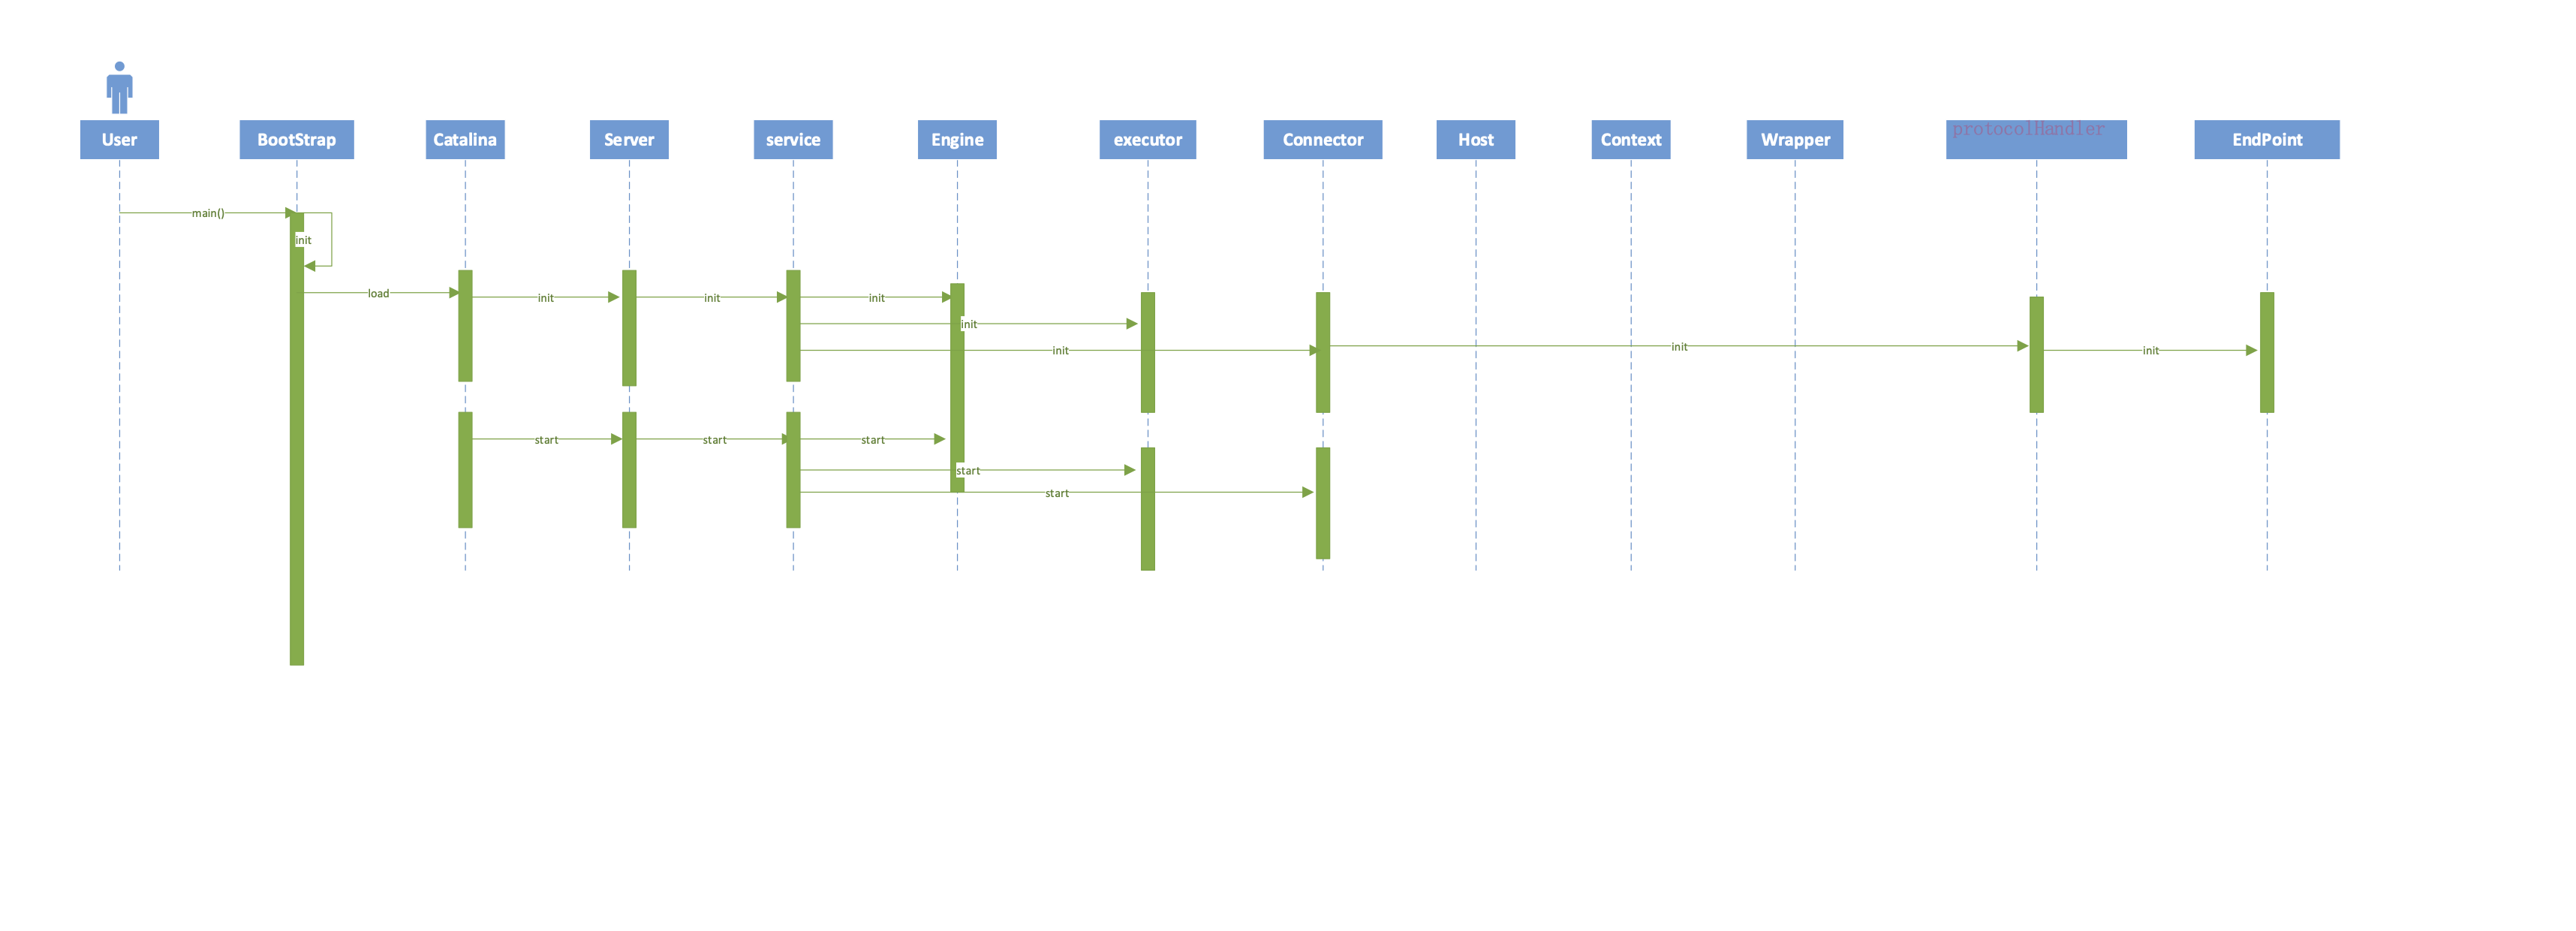 User
BootStrap
Catalina
Server
service
Engine
executor
Connector
Host
Context
Wrapper
protocolHandler
EndPoint
main()
init
load
init
init
init
init
init
init
init
start
start
start
start
start